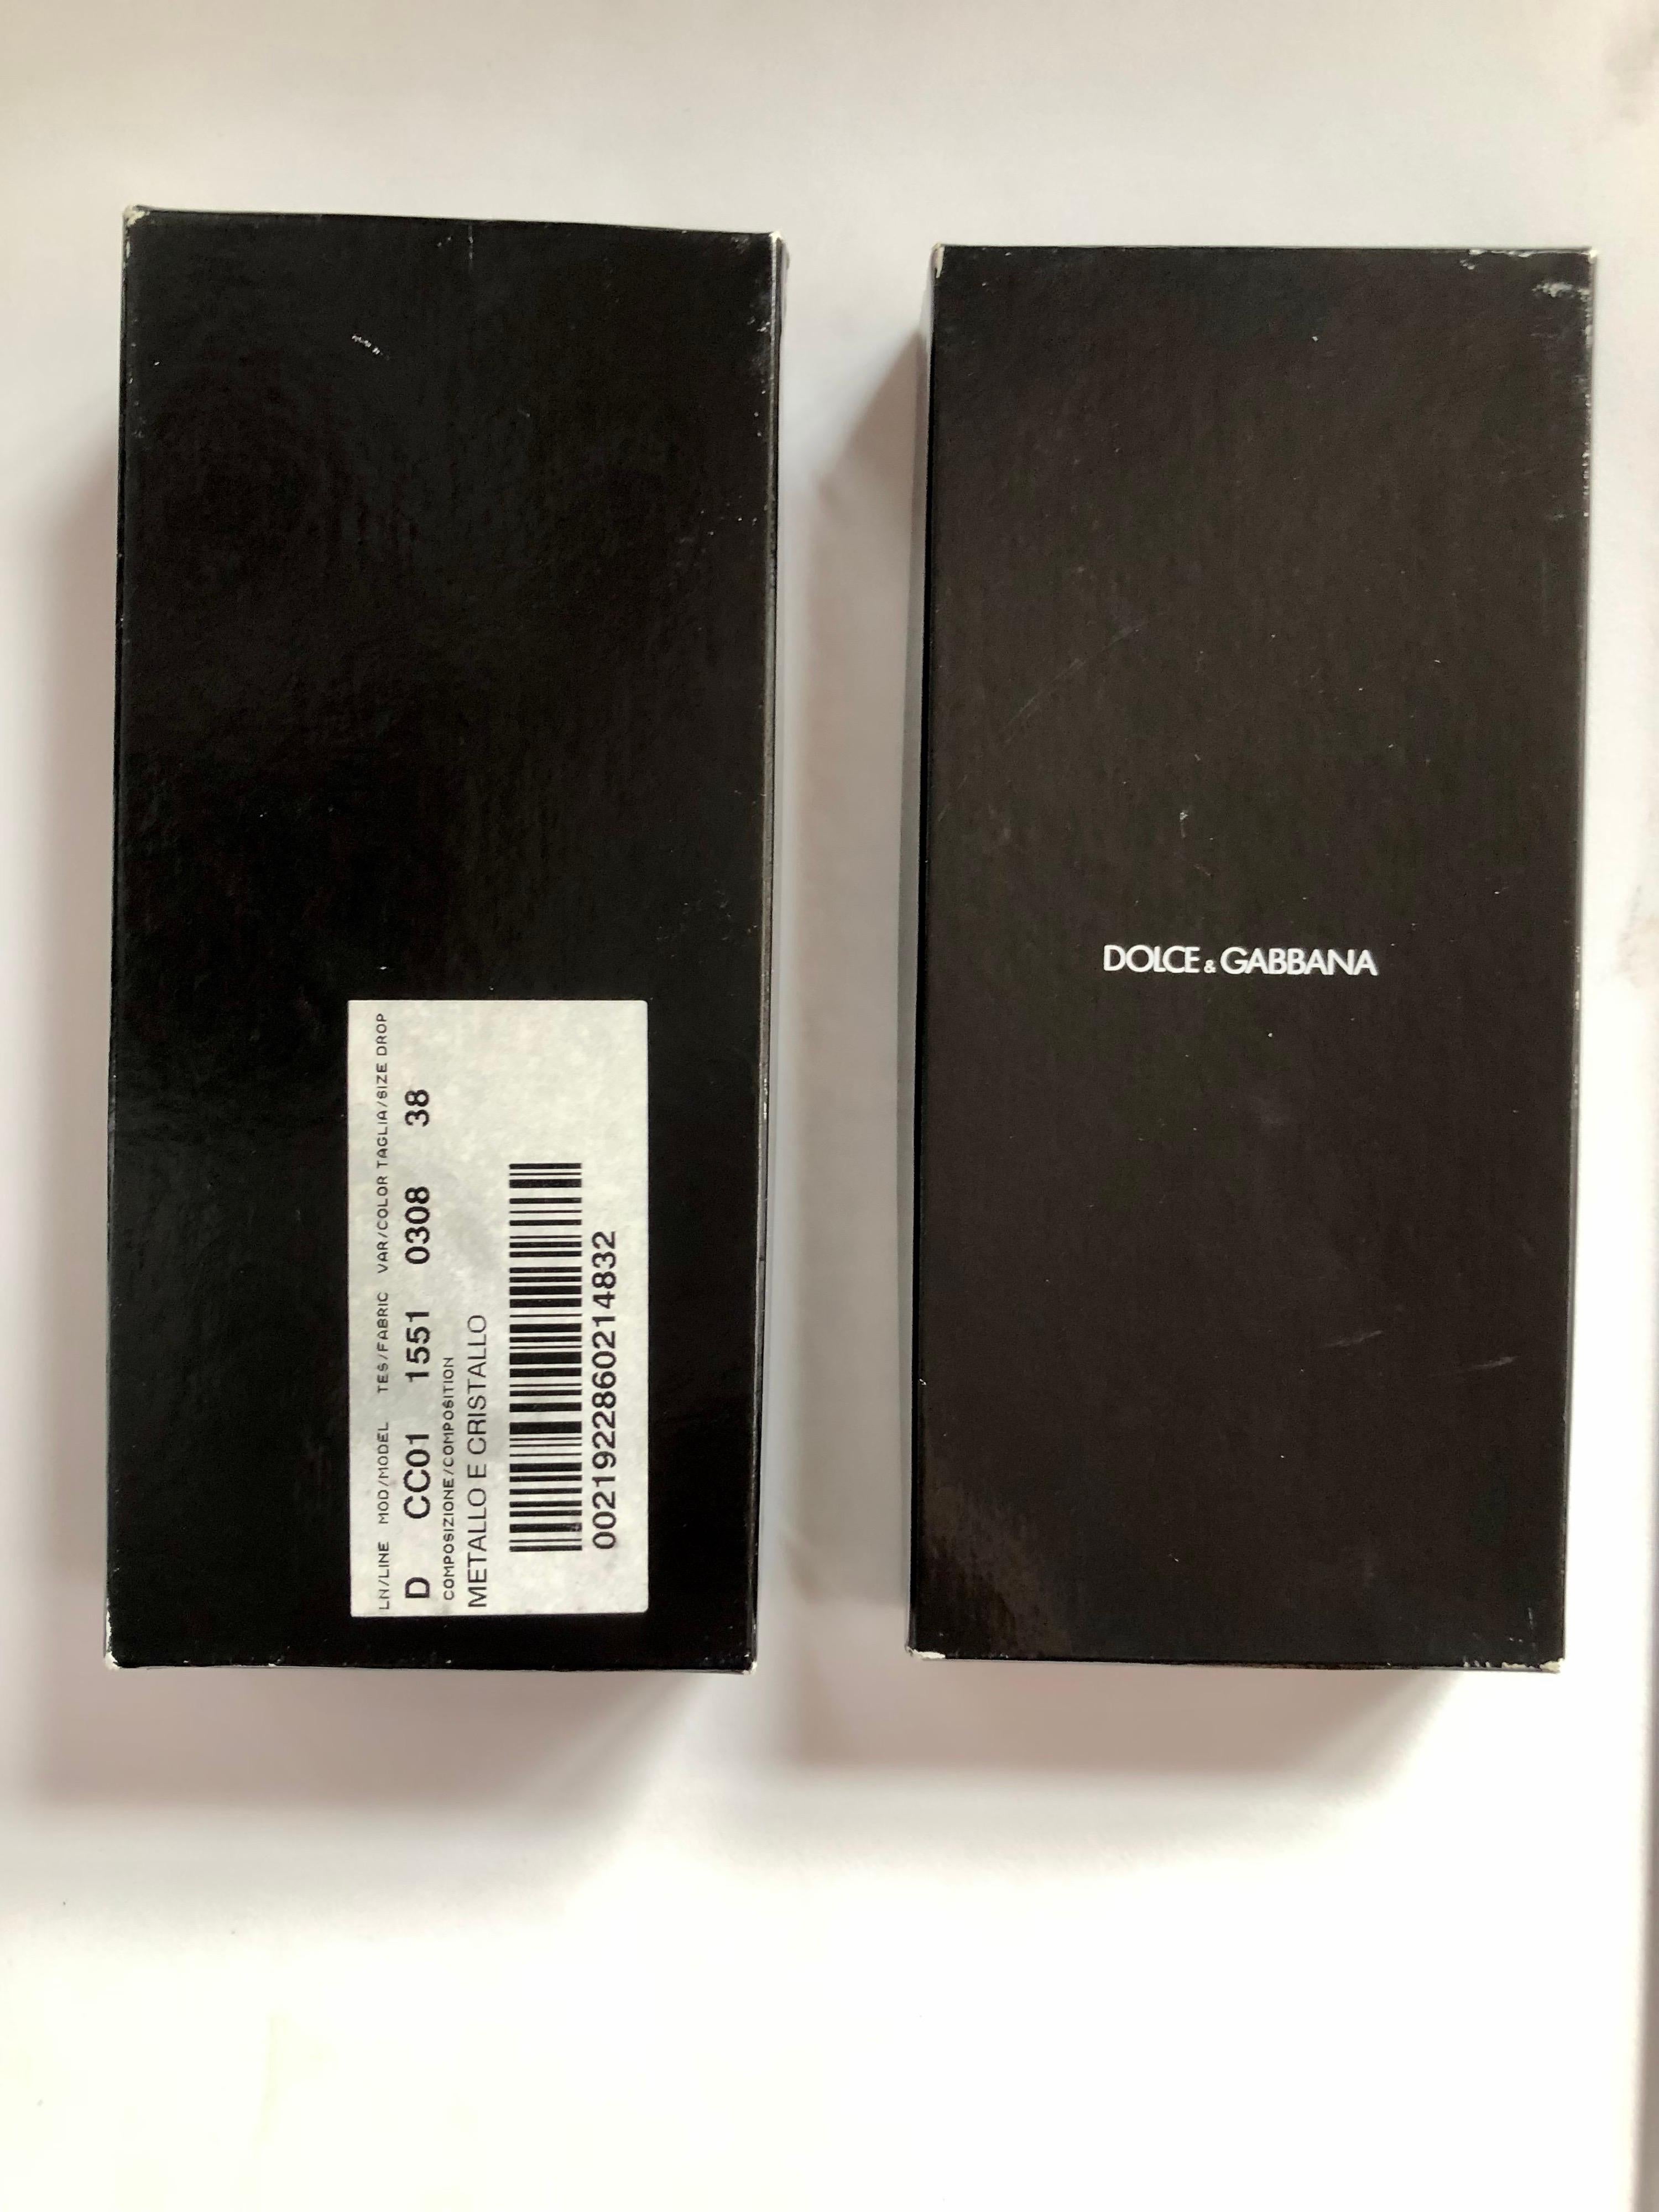 LN/LINE MOD/MODEL TES/FABRIC VAR/COLOR TAGLIA/SIZE DROP
D CC01 1551 0308 38
COMPOSIZIONE/COMPOSITION
METALLO E CRISTALLO
0021922860214832
DOLCE & GABBANA